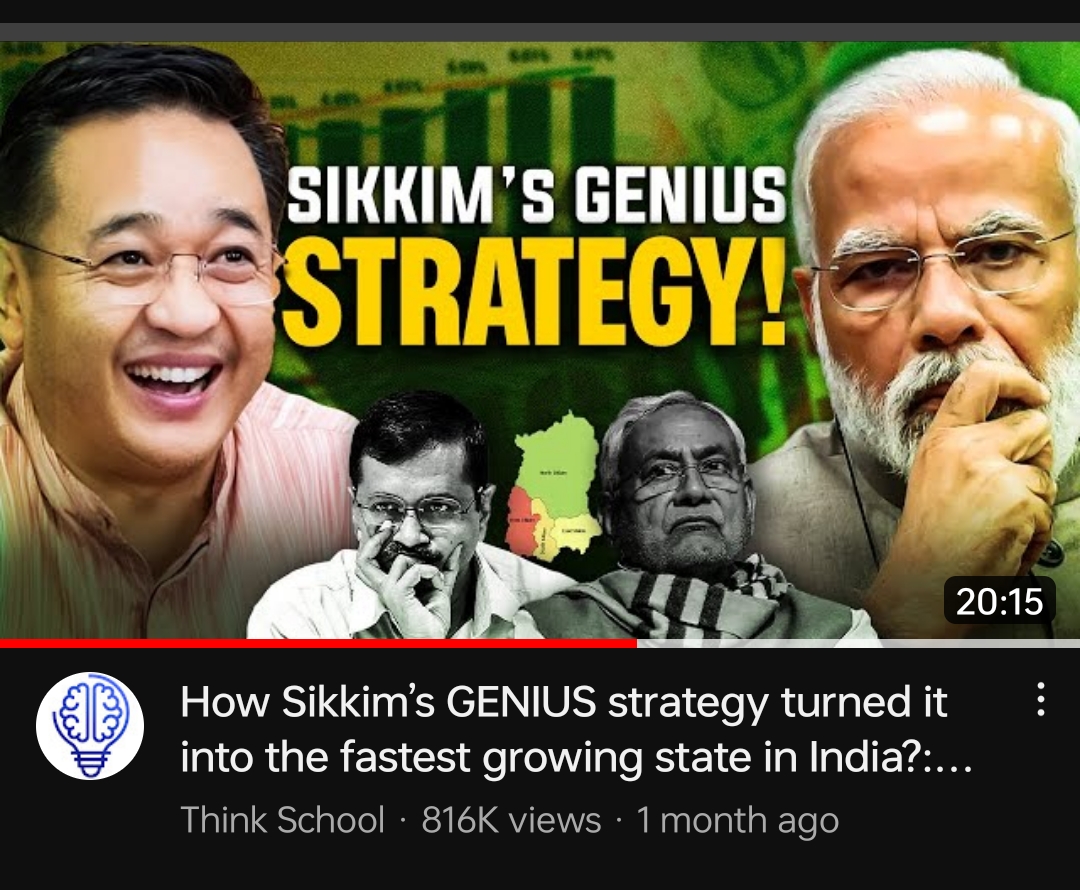 SIKKIM'S GENIUS
STRATEGY!
20:15
How Sikkim's GENIUS strategy turned it
into the fastest growing state in India?:...
Think School · 816K views · 1 month ago